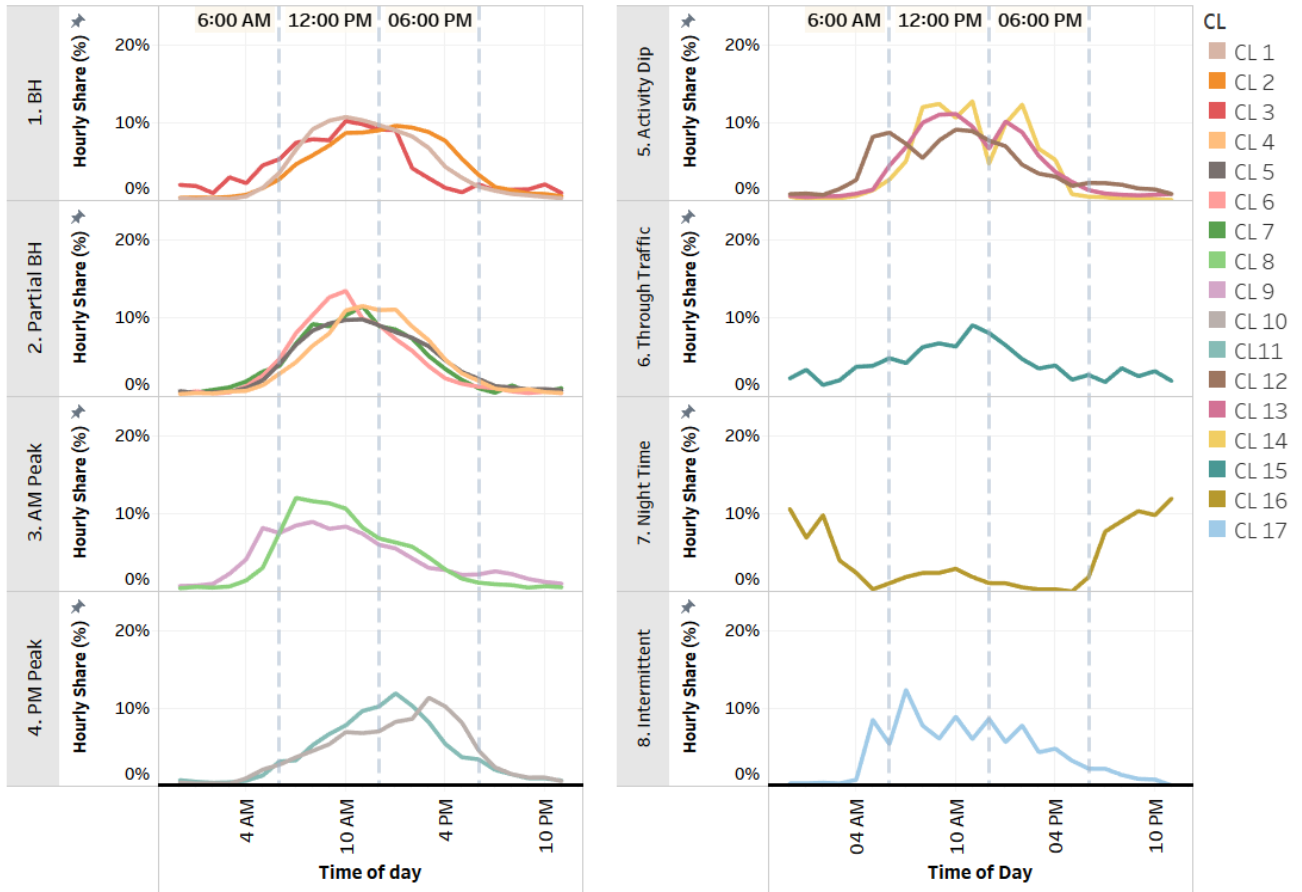 6:00 AM 12:00 PM 06:00 PM
1. BH
Hourly Share (%)
20%
10%
0%
2. Partial BH
Hourly Share (%)
20%
10%
0%
3. AM Peak
Hourly Share (%)
20%
10%
0%
4. PM Peak
Hourly Share (%)
20%
10%
0%
4 AM 10 AM 4 PM 10 PM
Time of day
6:00 AM 12:00 PM 06:00 PM
5. Activity Dip
Hourly Share (%)
20%
10%
0%
6. Through Traffic
Hourly Share (%)
20%
10%
0%
7. Night Time
Hourly Share (%)
20%
10%
0%
8. Intermittent
Hourly Share (%)
20%
10%
0%
04 AM 10 AM 04 PM 10 PM
Time of Day
CL
CL 1
CL 2
CL 3
CL 4
CL 5
CL 6
CL 7
CL 8
CL 9
CL 10
CL11
CL 12
CL 13
CL 14
CL 15
CL 16
CL 17